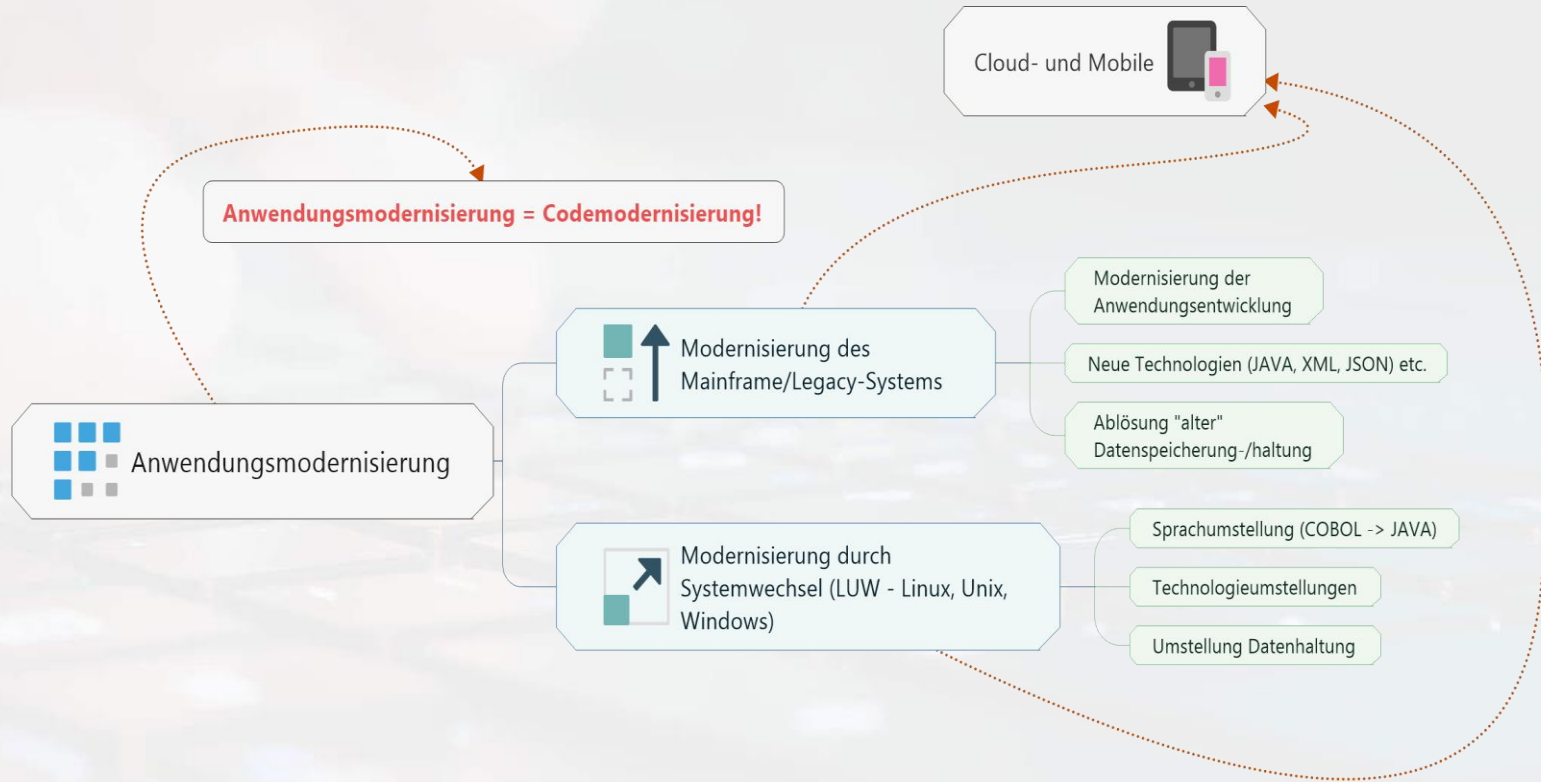 Cloud- und Mobile
Anwendungsmodernisierung = Codemodernisierung!
Modernisierung des
Mainframe/Legacy-Systems
Modernisierung der
Anwendungsentwicklung
Neue Technologien (JAVA, XML, JSON) etc.
Ablösung "alter"
Datenspeicherung-/haltung
Anwendungsmodernisierung
Modernisierung durch
Systemwechsel (LUW - Linux, Unix,
Windows)
Sprachumstellung (COBOL -> JAVA)
Technologieumstellungen
Umstellung Datenhaltung